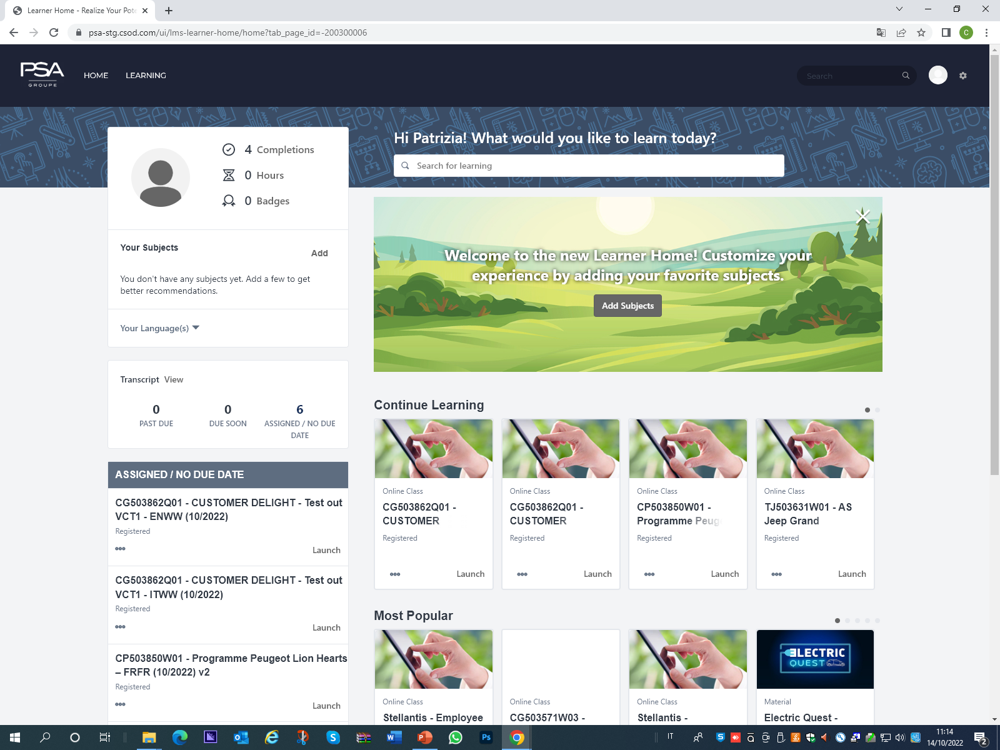 Learner Home - Realize Your Pote
psa-stg.csod.com/ui/lms-learner-home/home?tab_page_id=-200300006
C
PSA
GROUPE
HOME
LEARNING
Search
4 Completions
0 Hours
0 Badges
Hi Patrizia! What would you like to learn today?
Search for learning
Your Subjects
Add
You don't have any subjects yet. Add a few to get
better recommendations.
Your Language(s)
Welcome to the new Learner Home! Customize your
experience by adding your favorite subjects.
Add Subjects
Transcript View
0
PAST DUE
0
DUE SOON
6
ASSIGNED / NO DUE
DATE
ASSIGNED / NO DUE DATE
CG503862Q01 - CUSTOMER DELIGHT - Test out
VCT1 - ENWW (10/2022)
Registered
Launch
CG503862Q01 - CUSTOMER DELIGHT - Test out
VCT1 - ITWW (10/2022)
Registered
Launch
CP503850W01 - Programme Peugeot Lion Hearts
– FRFR (10/2022) v2
Registered
Launch
Continue Learning
Online Class
CG503862Q01 -
CUSTOMER
Registered
Launch
Online Class
CG503862Q01 -
CUSTOMER
Registered
Launch
Online Class
CP503850W01 -
Programme Peug
Registered
Launch
Online Class
TJ503631W01 - AS
Jeep Grand
Registered
Launch
Most Popular
Online Class
Stellantis - Employee
Online Class
CG503571W03 -
Online Class
Stellantis -
ELECTRIC
QUEST
Material
Electric Quest -
IT
11:14
14/10/2022
2